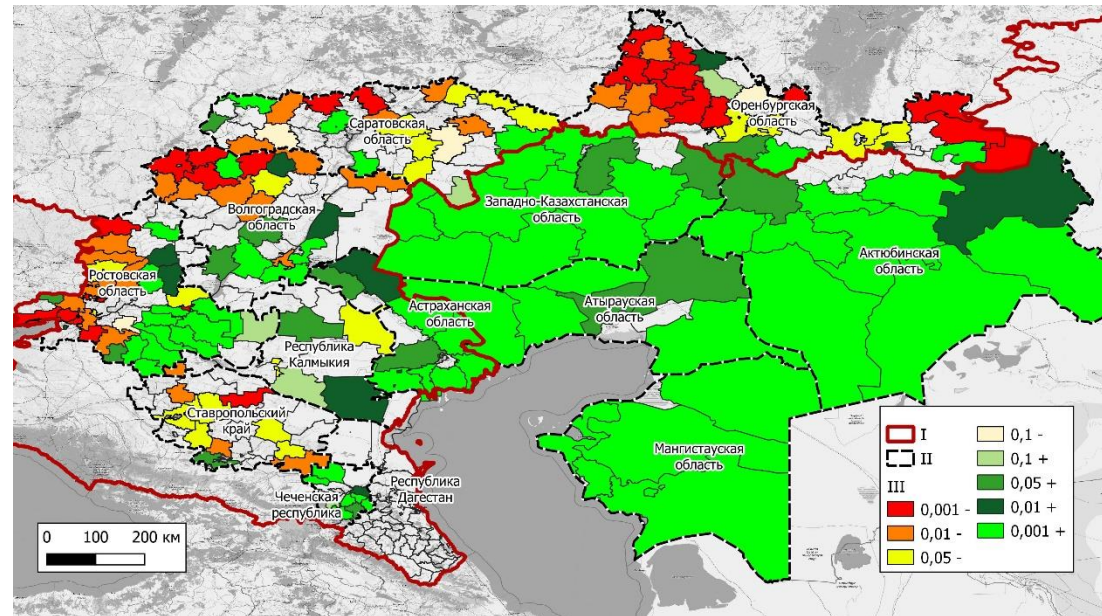 Оренбургская
область
Саратовская
область
Западно-Казахстанская
область
Волгоградская
область
Актюбинская
область
Ростовская
область
Астраханская
область
Атырауская
область
Республика
Калмыкия
Ставропольский
край
Мангистауская
область
Республика
Дагестан
Чеченская
республика
0 100 200 км
I
II
III
0,001 -
0,01 -
0,05 -
0,1 -
0,1 +
0,05 +
0,01 +
0,001 +